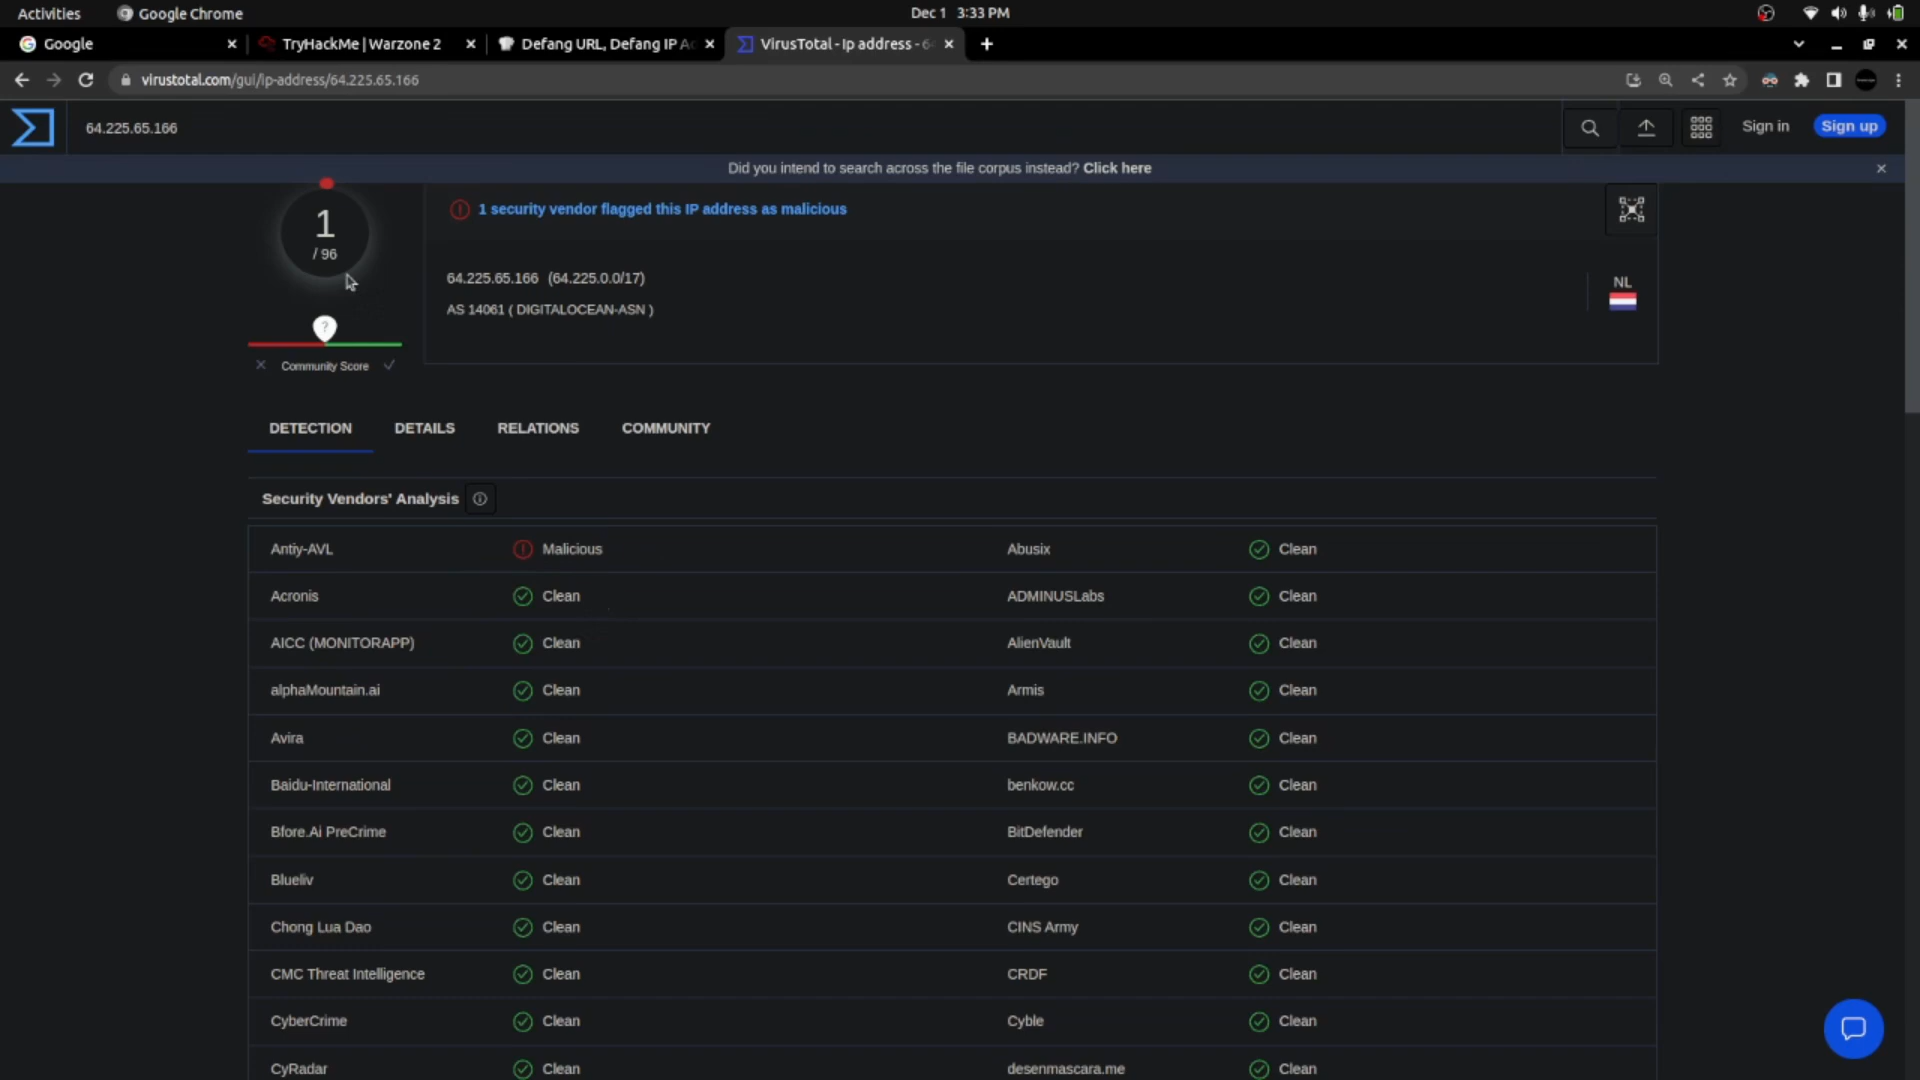 Activities
Google Chrome
Dec 1 3:33 PM
Google
TryHackMe | Warzone 2
Defang URL, Defang IP A
VirusTotal - Ip address - 6
virustotal.com/gui/ip-address/64.225.65.166
64.225.65.166
Sign in
Sign up
Did you intend to search across the file corpus instead? Click here
1
/ 96
1 security vendor flagged this IP address as malicious
64.225.65.166 (64.225.0.0/17)
AS 14061 ( DIGITALOCEAN-ASN )
NL
?
Community Score
DETECTION
DETAILS
RELATIONS
COMMUNITY
Security Vendors' Analysis
Antiy-AVL Malicious Abusix Clean
Acronis Clean ADMINUSLabs Clean
AICC (MONITORAPP) Clean AlienVault Clean
alphaMountain.ai Clean Armis Clean
Avira Clean BADWARE.INFO Clean
Baidu-International Clean benkow.cc Clean
Bfore.Ai PreCrime Clean BitDefender Clean
Blueliv Clean Certego Clean
Chong Lua Dao Clean CINS Army Clean
CMC Threat Intelligence Clean CRDF Clean
CyberCrime Clean Cyble Clean
CyRadar Clean desenmascara.me Clean